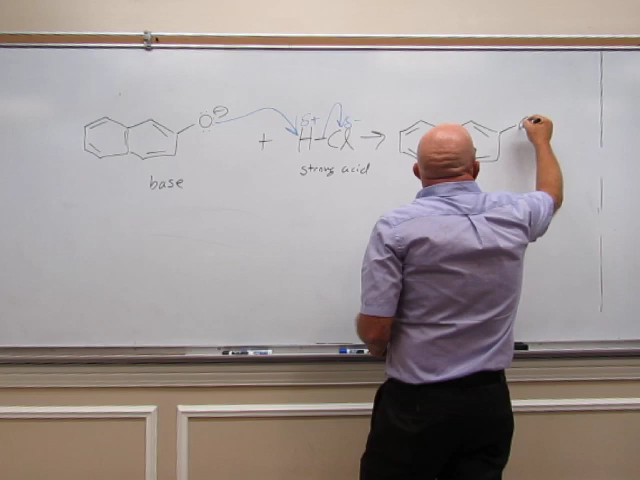 O ⊖ + δ+ δ- H-Cl →
base strong acid